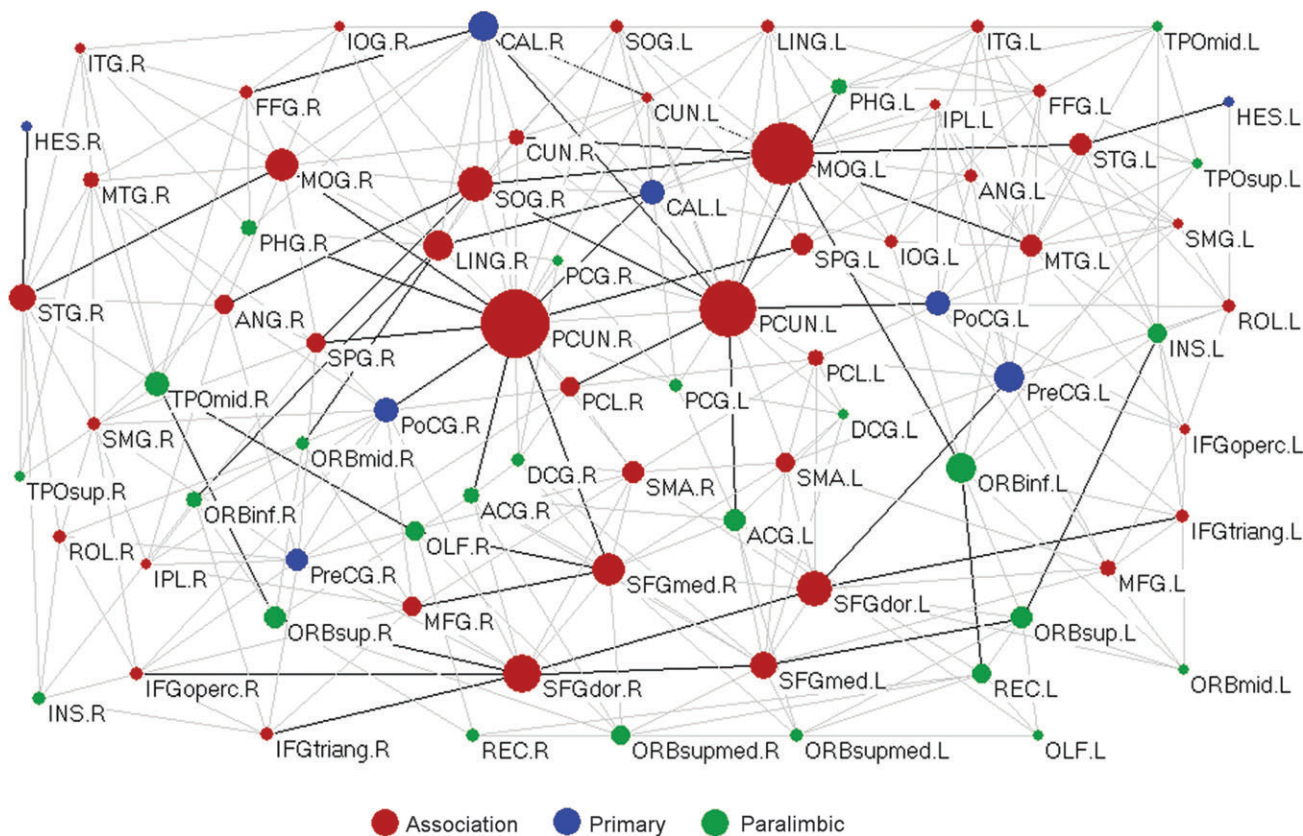 IOG.R
CAL.R
SOG.L
LING.L
ITG.L
TPOmid.L
ITG.R
FFG.R
CUN.L
PHG.L
IPL.L
FFG.L
HES.L
HES.R
CUN.R
MOG.L
STG.L
MTG.R
MOG.R
SOG.R
CAL.L
ANG.L
TPOsup.L
PHG.R
LING.R
PCG.R
SPG.L
IOG.L
MTG.L
SMG.L
STG.R
ANG.R
SPG.R
PCUN.R
PCUN.L
PoCG.L
ROL.L
INS.L
TPOmid.R
PCL.R
PCG.L
PCL.L
PreCG.L
SMG.R
PoCG.R
DCG.L
IFGoperc.L
TPOsup.R
ORBmid.R
DCG.R
SMA.R
SMA.L
ORBinf.L
ORBinf.R
ACG.R
ACG.L
IFGtriang.L
ROL.R
IPL.R
PreCG.R
OLF.R
SFGmed.R
SFGdor.L
MFG.L
ORBsup.R
MFG.R
ORBsup.L
IFGoperc.R
SFGdor.R
SFGmed.L
REC.L
ORBmid.L
INS.R
IFGtriang.R
REC.R
ORBsupmed.R
ORBsupmed.L
OLF.L
Association
Primary
Paralimbic